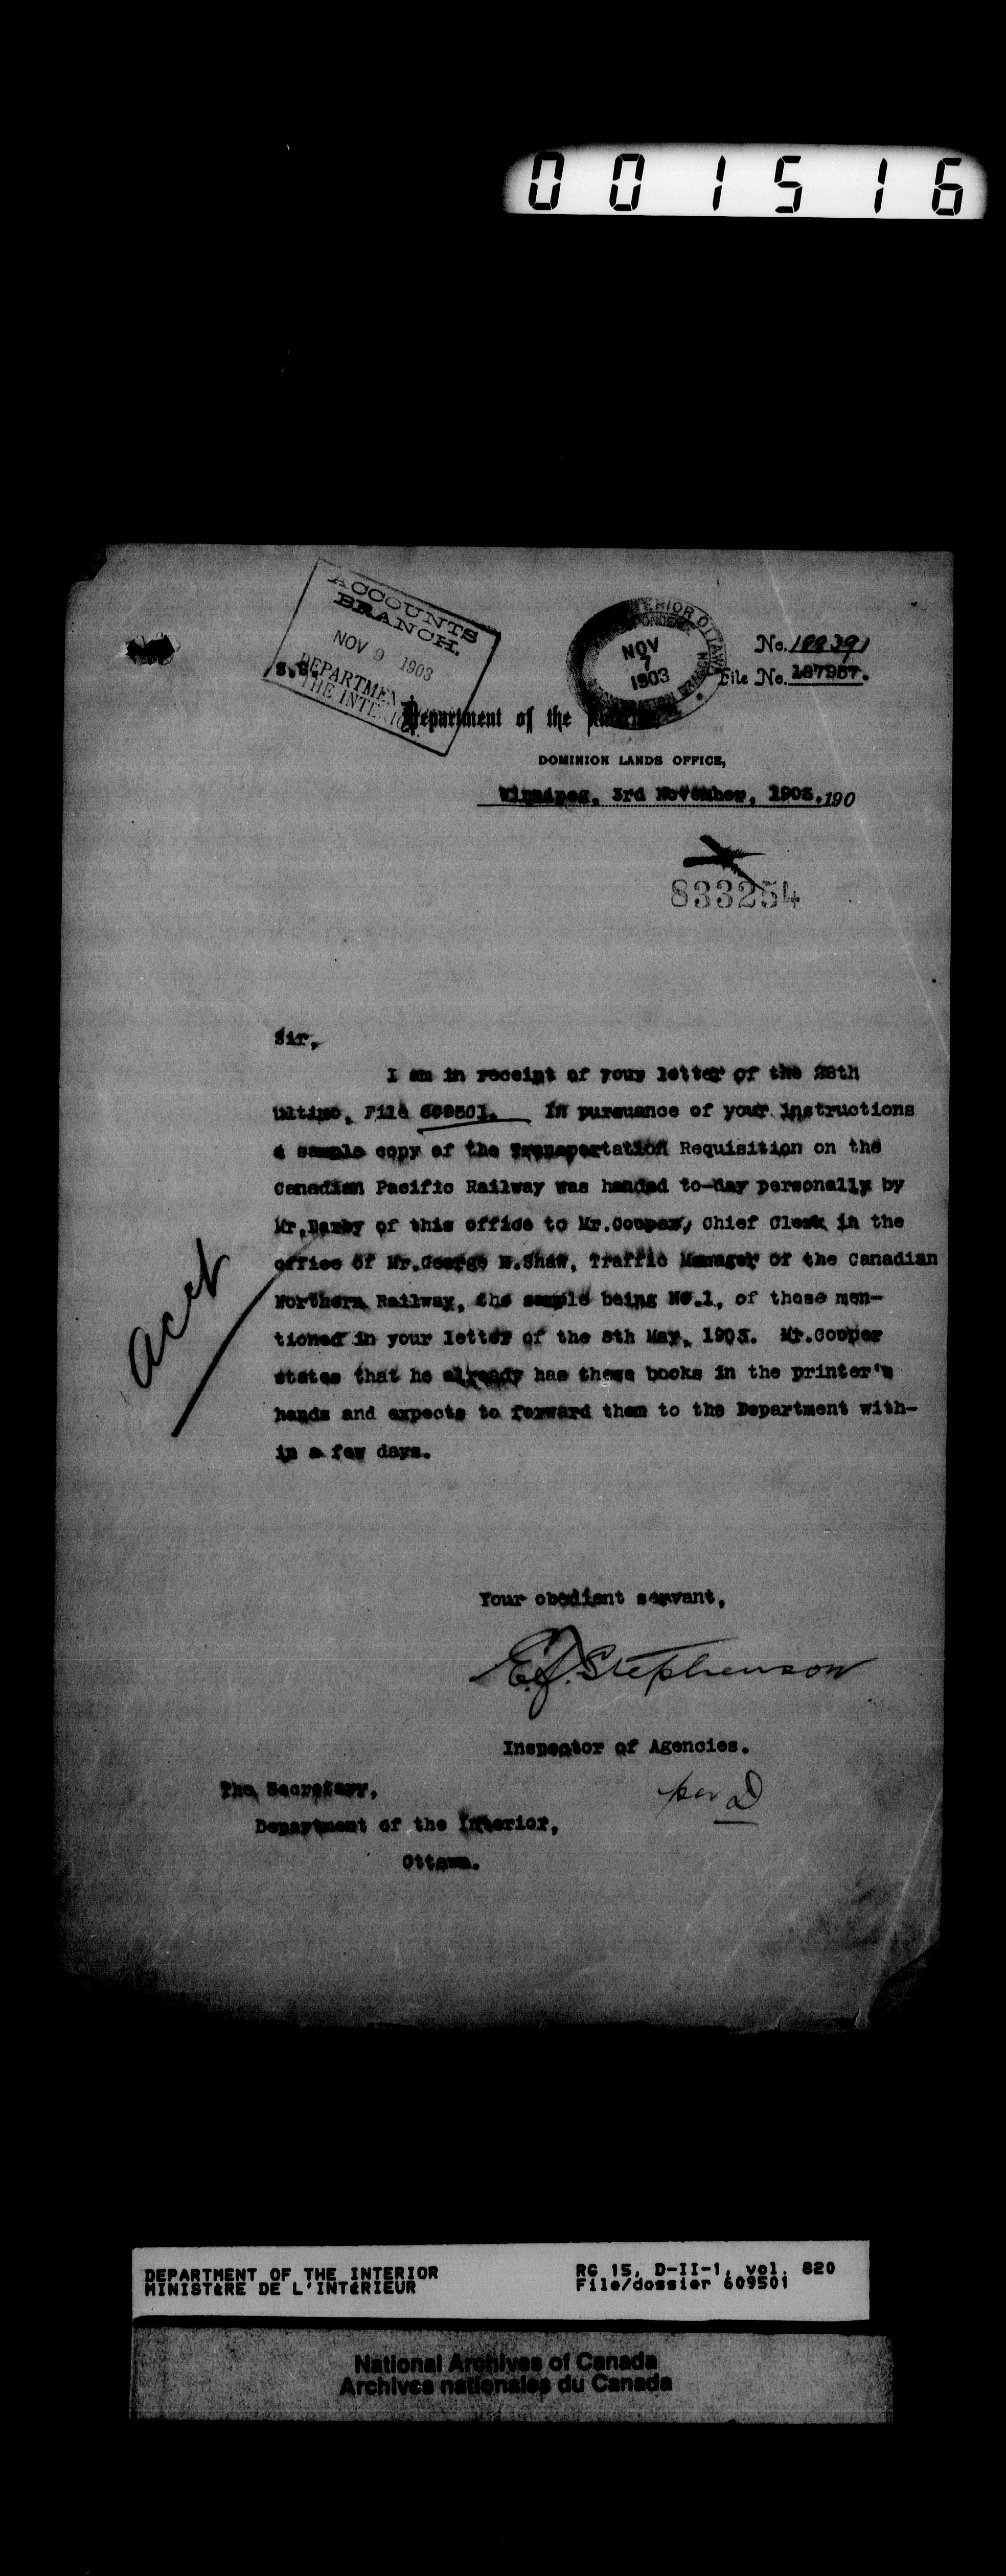 001516
ACCOUNTS
BRANCH.
NOV 9 1903
DEPARTMEN
THE INTERIOR
S.S.
NOV
7
1903
No. 188391
File No. 187957.
Department of the Interior
DOMINION LANDS OFFICE,
Winnipeg, 3rd November, 1903. 190
833254
Sir,
I am in receipt of your letter of the 28th
ultimo, File 609501. In pursuance of your instructions
a sample copy of the Transportation Requisition on the
Canadian Pacific Railway was handed to-day personally by
Mr.Darby of this office to Mr.Cooper, Chief Clerk in the
office of Mr.George H.Shaw, Traffic Manager of the Canadian
Northern Railway, the sample being No.1, of those men-
tioned in your letter of the 8th May, 1903. Mr.Cooper
states that he already has these books in the printer's
hands and expects to forward them to the Department with-
in a few days.
acct
Your obedient servant,
E.F.Stephenson
Inspector of Agencies.
per D
The Secretary,
Department of the Interior,
Ottawa.
DEPARTMENT OF THE INTERIOR RG 15, D-II-1, vol. 820
MINISTÈRE DE L'INTÉRIEUR File/dossier 609501
National Archives of Canada
Archives nationales du Canada